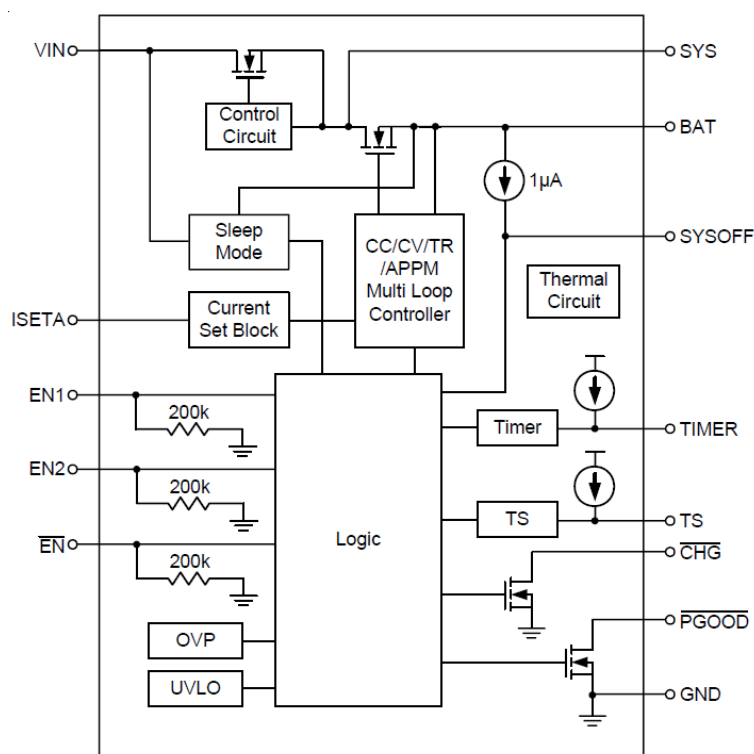 VIN
SYS
Control
Circuit
BAT
1µA
Sleep
Mode
CC/CV/TR
/APPM
Multi Loop
Controller
SYSOFF
Thermal
Circuit
ISETA
Current
Set Block
EN1
200k
Timer
TIMER
EN2
200k
TS
TS
Logic
EN
200k
CHG
OVP
PGOOD
UVLO
GND